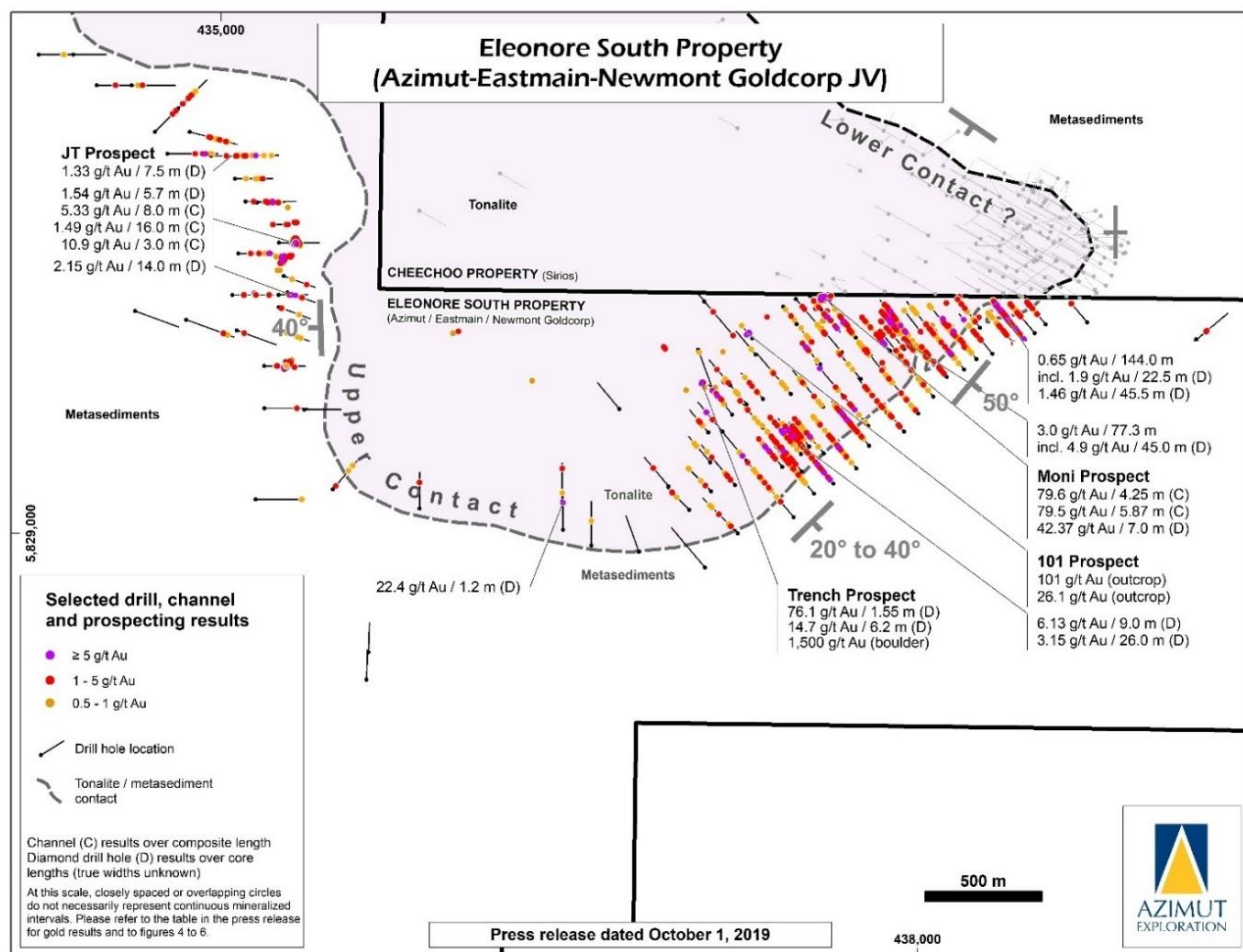 435,000
Eleonore South Property
(Azimut-Eastmain-Newmont Goldcorp JV)
Metasediments
Lower Contact ?
JT Prospect
1.33 g/t Au / 7.5 m (D)
1.54 g/t Au / 5.7 m (D)
5.33 g/t Au / 8.0 m (C)
1.49 g/t Au / 16.0 m (C)
10.9 g/t Au / 3.0 m (C)
2.15 g/t Au / 14.0 m (D)
Tonalite
CHEECHOO PROPERTY (Sirios)
ELEONORE SOUTH PROPERTY
(Azimut / Eastmain / Newmont Goldcorp)
40°
Metasediments
Upper Contact
50°
0.65 g/t Au / 144.0 m
incl. 1.9 g/t Au / 22.5 m (D)
1.46 g/t Au / 45.5 m (D)
3.0 g/t Au / 77.3 m
incl. 4.9 g/t Au / 45.0 m (D)
Moni Prospect
79.6 g/t Au / 4.25 m (C)
79.5 g/t Au / 5.87 m (C)
42.37 g/t Au / 7.0 m (D)
101 Prospect
101 g/t Au (outcrop)
26.1 g/t Au (outcrop)
6.13 g/t Au / 9.0 m (D)
3.15 g/t Au / 26.0 m (D)
Tonalite
20° to 40°
Metasediments
5,829,000
22.4 g/t Au / 1.2 m (D)
Trench Prospect
76.1 g/t Au / 1.55 m (D)
14.7 g/t Au / 6.2 m (D)
1,500 g/t Au (boulder)
Selected drill, channel
and prospecting results
≥ 5 g/t Au
1 - 5 g/t Au
0.5 - 1 g/t Au
Drill hole location
Tonalite / metasediment
contact
Channel (C) results over composite length
Diamond drill hole (D) results over core
lengths (true widths unknown)
At this scale, closely spaced or overlapping circles
do not necessarily represent continuous mineralized
intervals. Please refer to the table in the press release
for gold results and to figures 4 to 6.
500 m
AZIMUT
EXPLORATION
Press release dated October 1, 2019
438,000